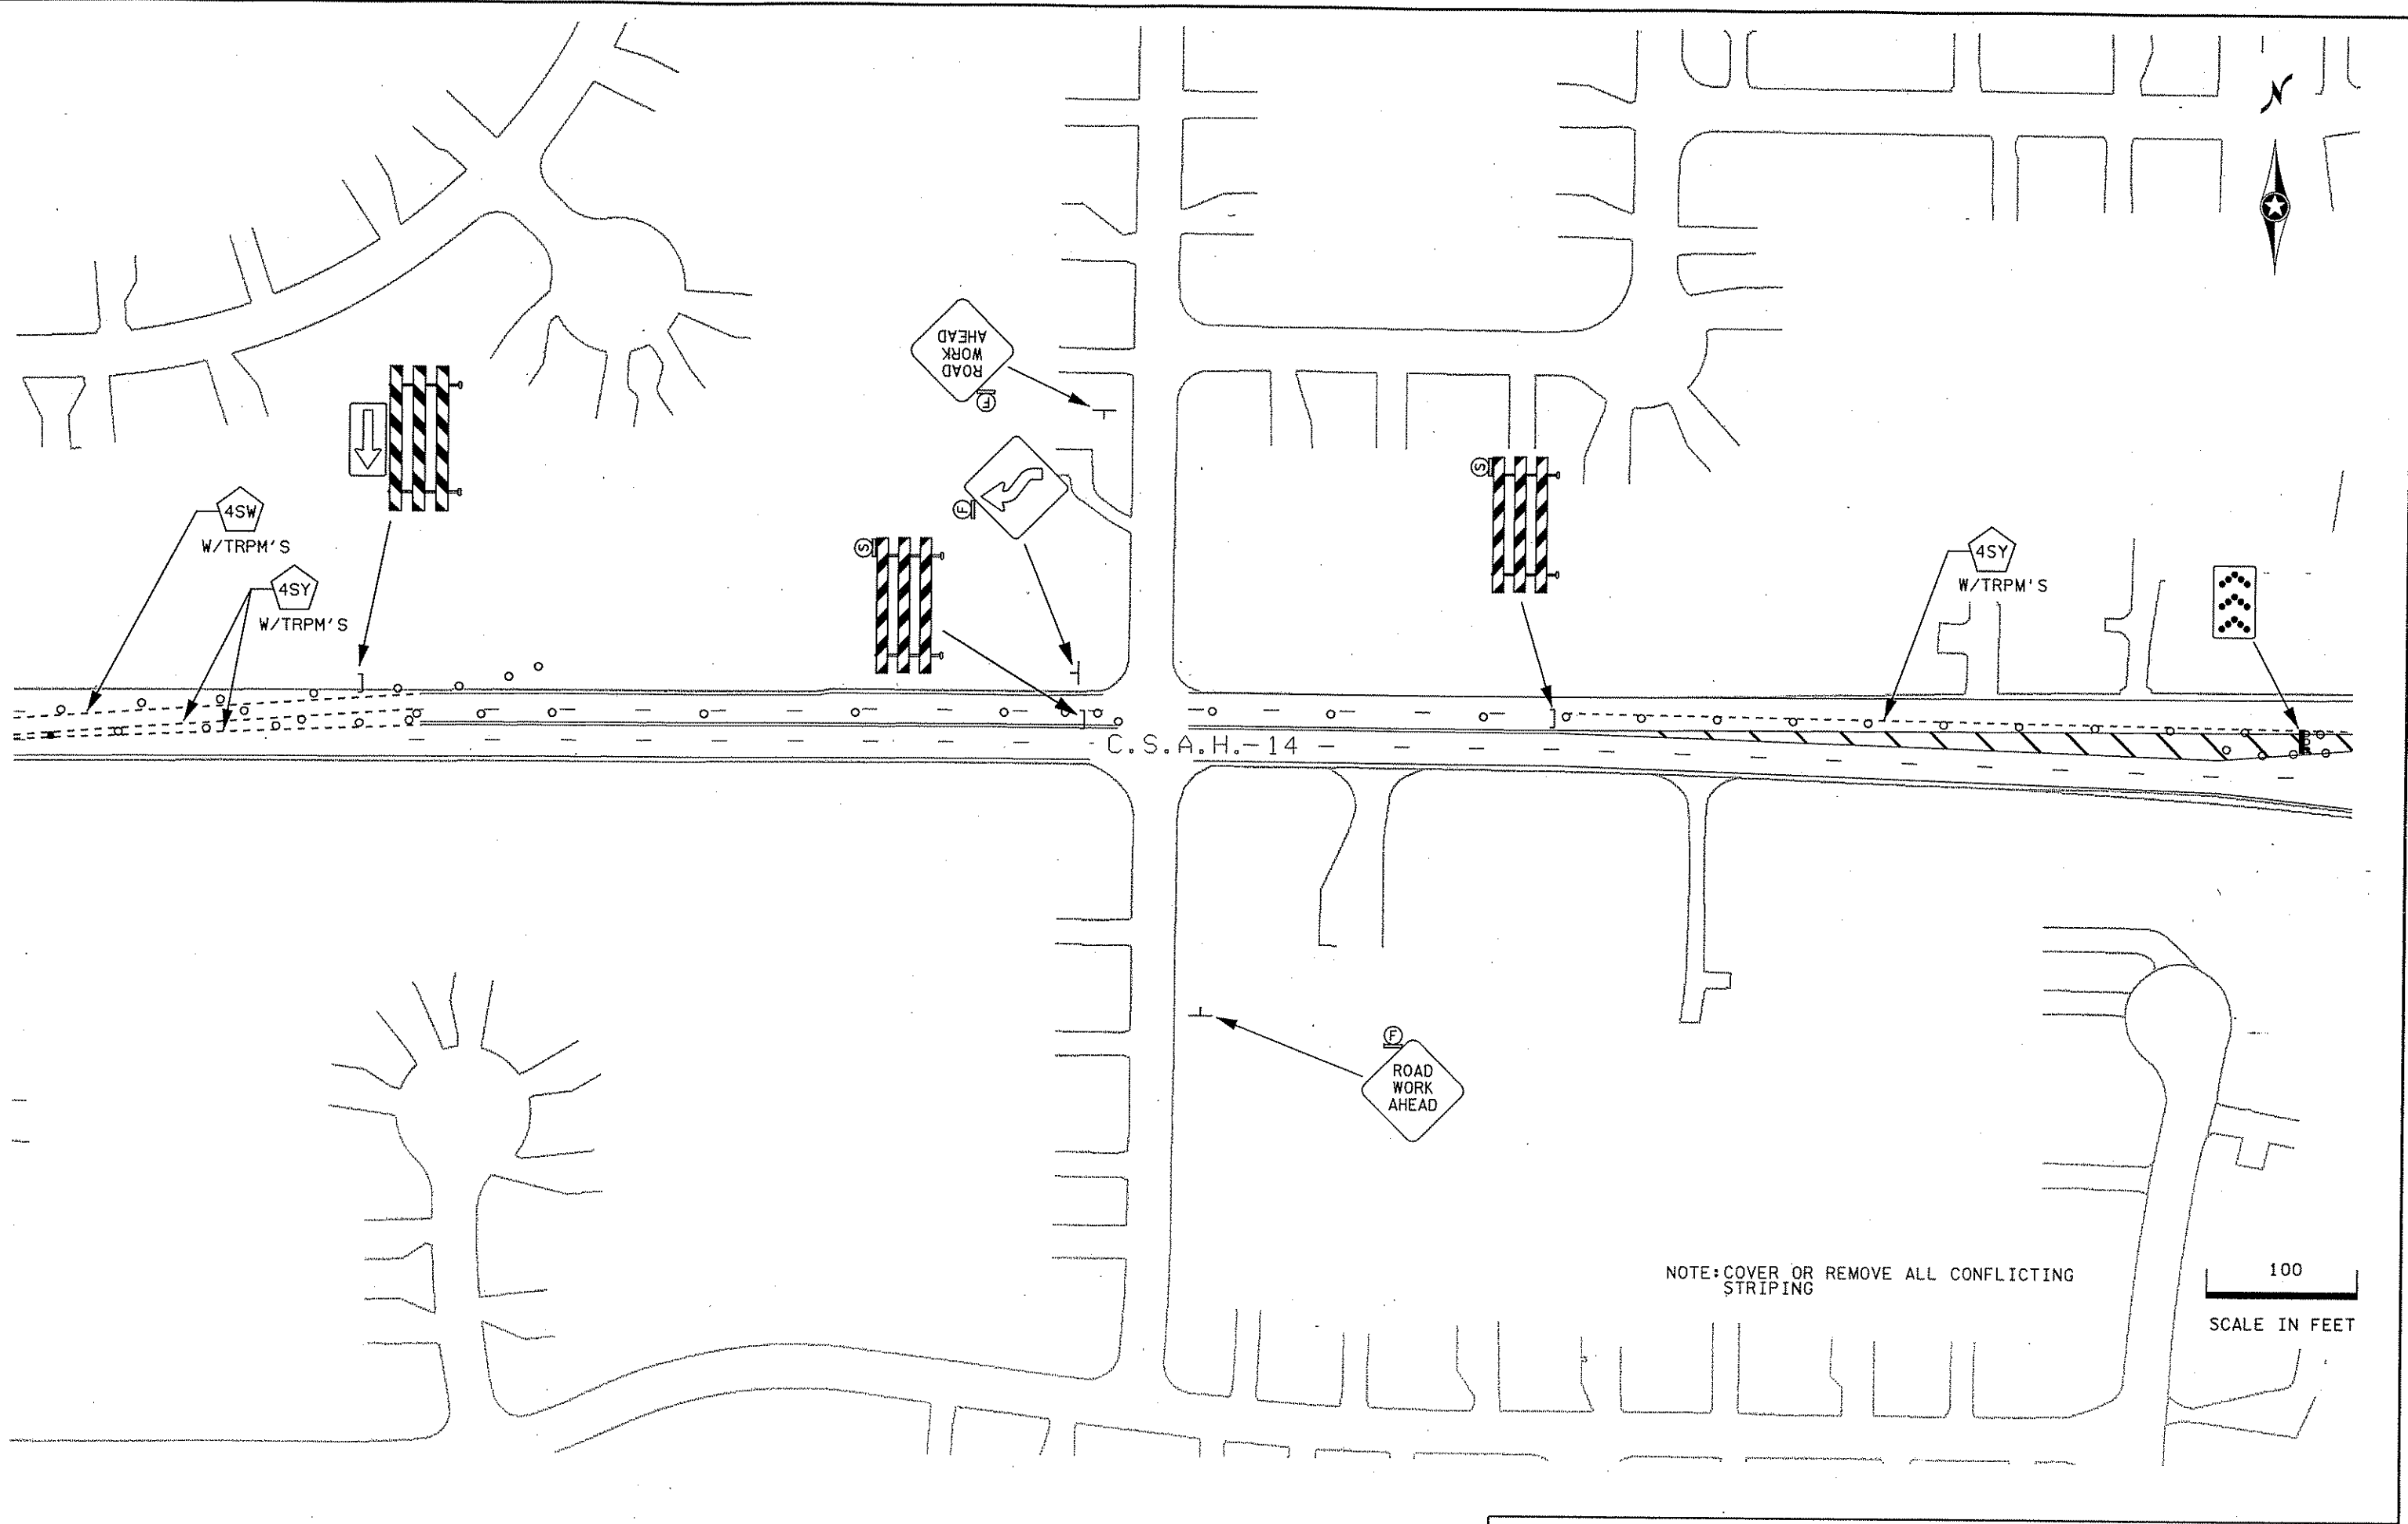 N
ROAD
WORK
AHEAD
F
F
S
S
4SW
W/TRPM'S
4SY
W/TRPM'S
4SY
W/TRPM'S
C.S.A.H.-14
F
ROAD
WORK
AHEAD
NOTE: COVER OR REMOVE ALL CONFLICTING
STRIPING
100
SCALE IN FEET